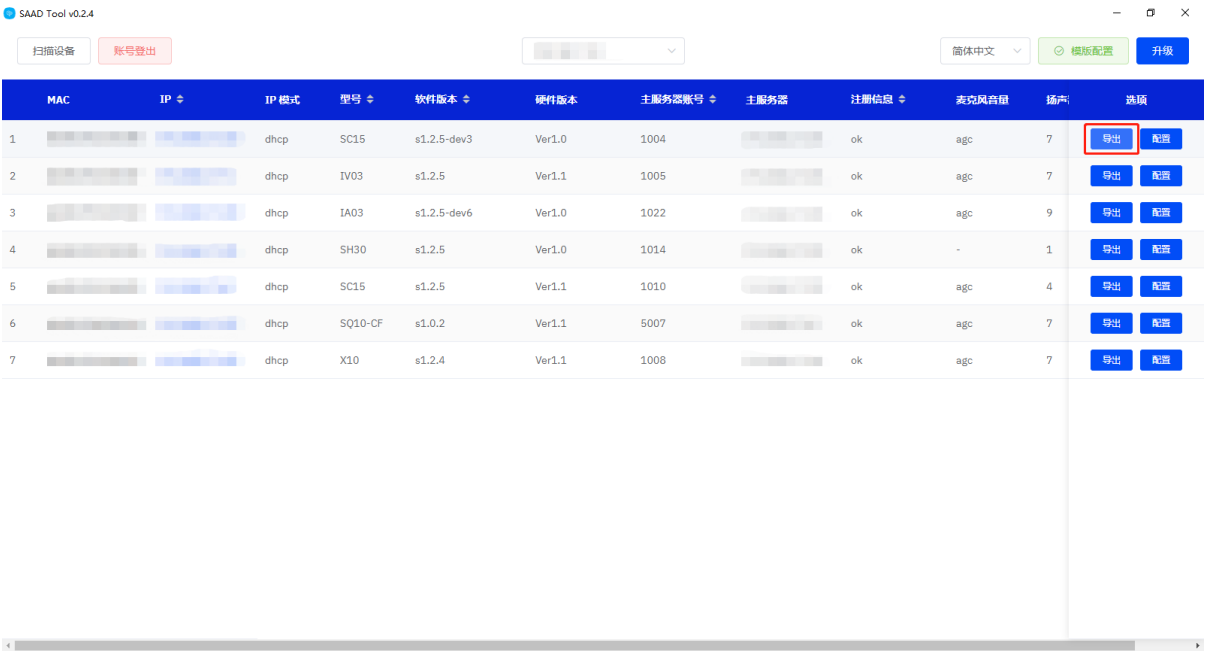 SAAD Tool v0.2.4
扫描设备 账号登出 简体中文 模版配置 升级
MAC IP IP 模式 型号 软件版本 硬件版本 主服务器账号 主服务器 注册信息 麦克风音量 扬声 选项
1 dhcp SC15 s1.2.5-dev3 Ver1.0 1004 ok agc 7 导出 配置
2 dhcp IV03 s1.2.5 Ver1.1 1005 ok agc 7 导出 配置
3 dhcp IA03 s1.2.5-dev6 Ver1.0 1022 ok agc 9 导出 配置
4 dhcp SH30 s1.2.5 Ver1.0 1014 ok - 1 导出 配置
5 dhcp SC15 s1.2.5 Ver1.1 1010 ok agc 4 导出 配置
6 dhcp SQ10-CF s1.0.2 Ver1.1 5007 ok agc 7 导出 配置
7 dhcp X10 s1.2.4 Ver1.1 1008 ok agc 7 导出 配置